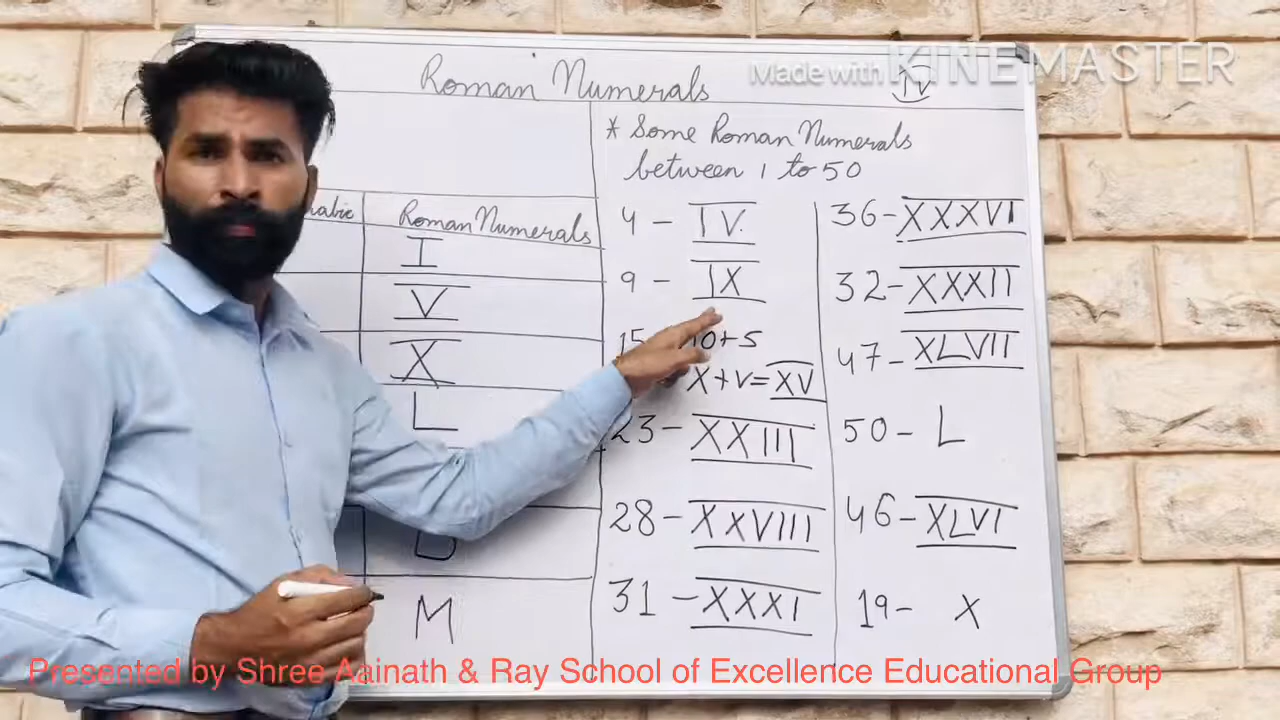 Made with KINEMASTER
Roman Numerals
IV
* Some Roman Numerals
between 1 to 50
Roman Numerals
I
V
X
L
M
4 - IV
9 - IX
15 10+5
X+V=XV
23 - XXIII
28 - XXVIII
31 - XXXI
36 - XXXVI
32 - XXXII
47 - XLVII
50 - L
46 - XLVI
19 - X
Presented by Shree Aainath & Ray School of Excellence Educational Group